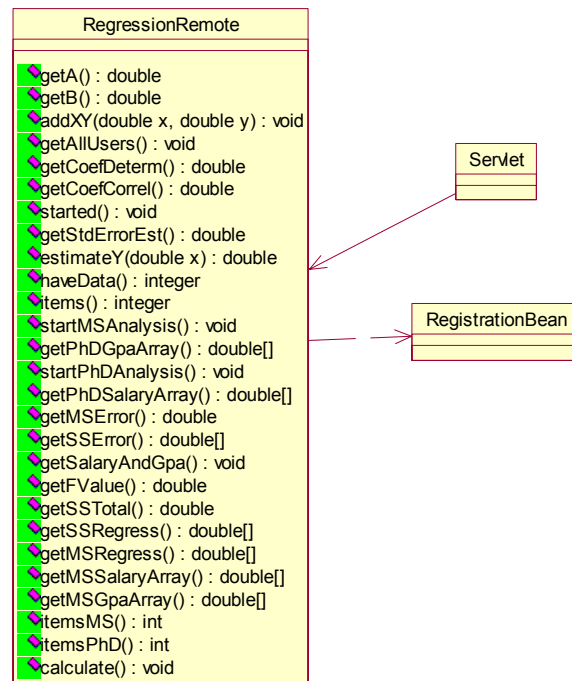 RegressionRemote
getA() : double
getB() : double
addXY(double x, double y) : void
getAllUsers() : void
getCoefDeterm() : double
getCoefCorrel() : double
started() : void
getStdErrorEst() : double
estimateY(double x) : double
haveData() : integer
items() : integer
startMSAnalysis() : void
getPhDGpaArray() : double[]
startPhDAnalysis() : void
getPhDSalaryArray() : double[]
getMSError() : double
getSSError() : double[]
getSalaryAndGpa() : void
getFValue() : double
getSSTotal() : double
getSSRegress() : double[]
getMSRegress() : double[]
getMSSalaryArray() : double[]
getMSGpaArray() : double[]
itemsMS() : int
itemsPhD() : int
calculate() : void
Servlet
RegistrationBean